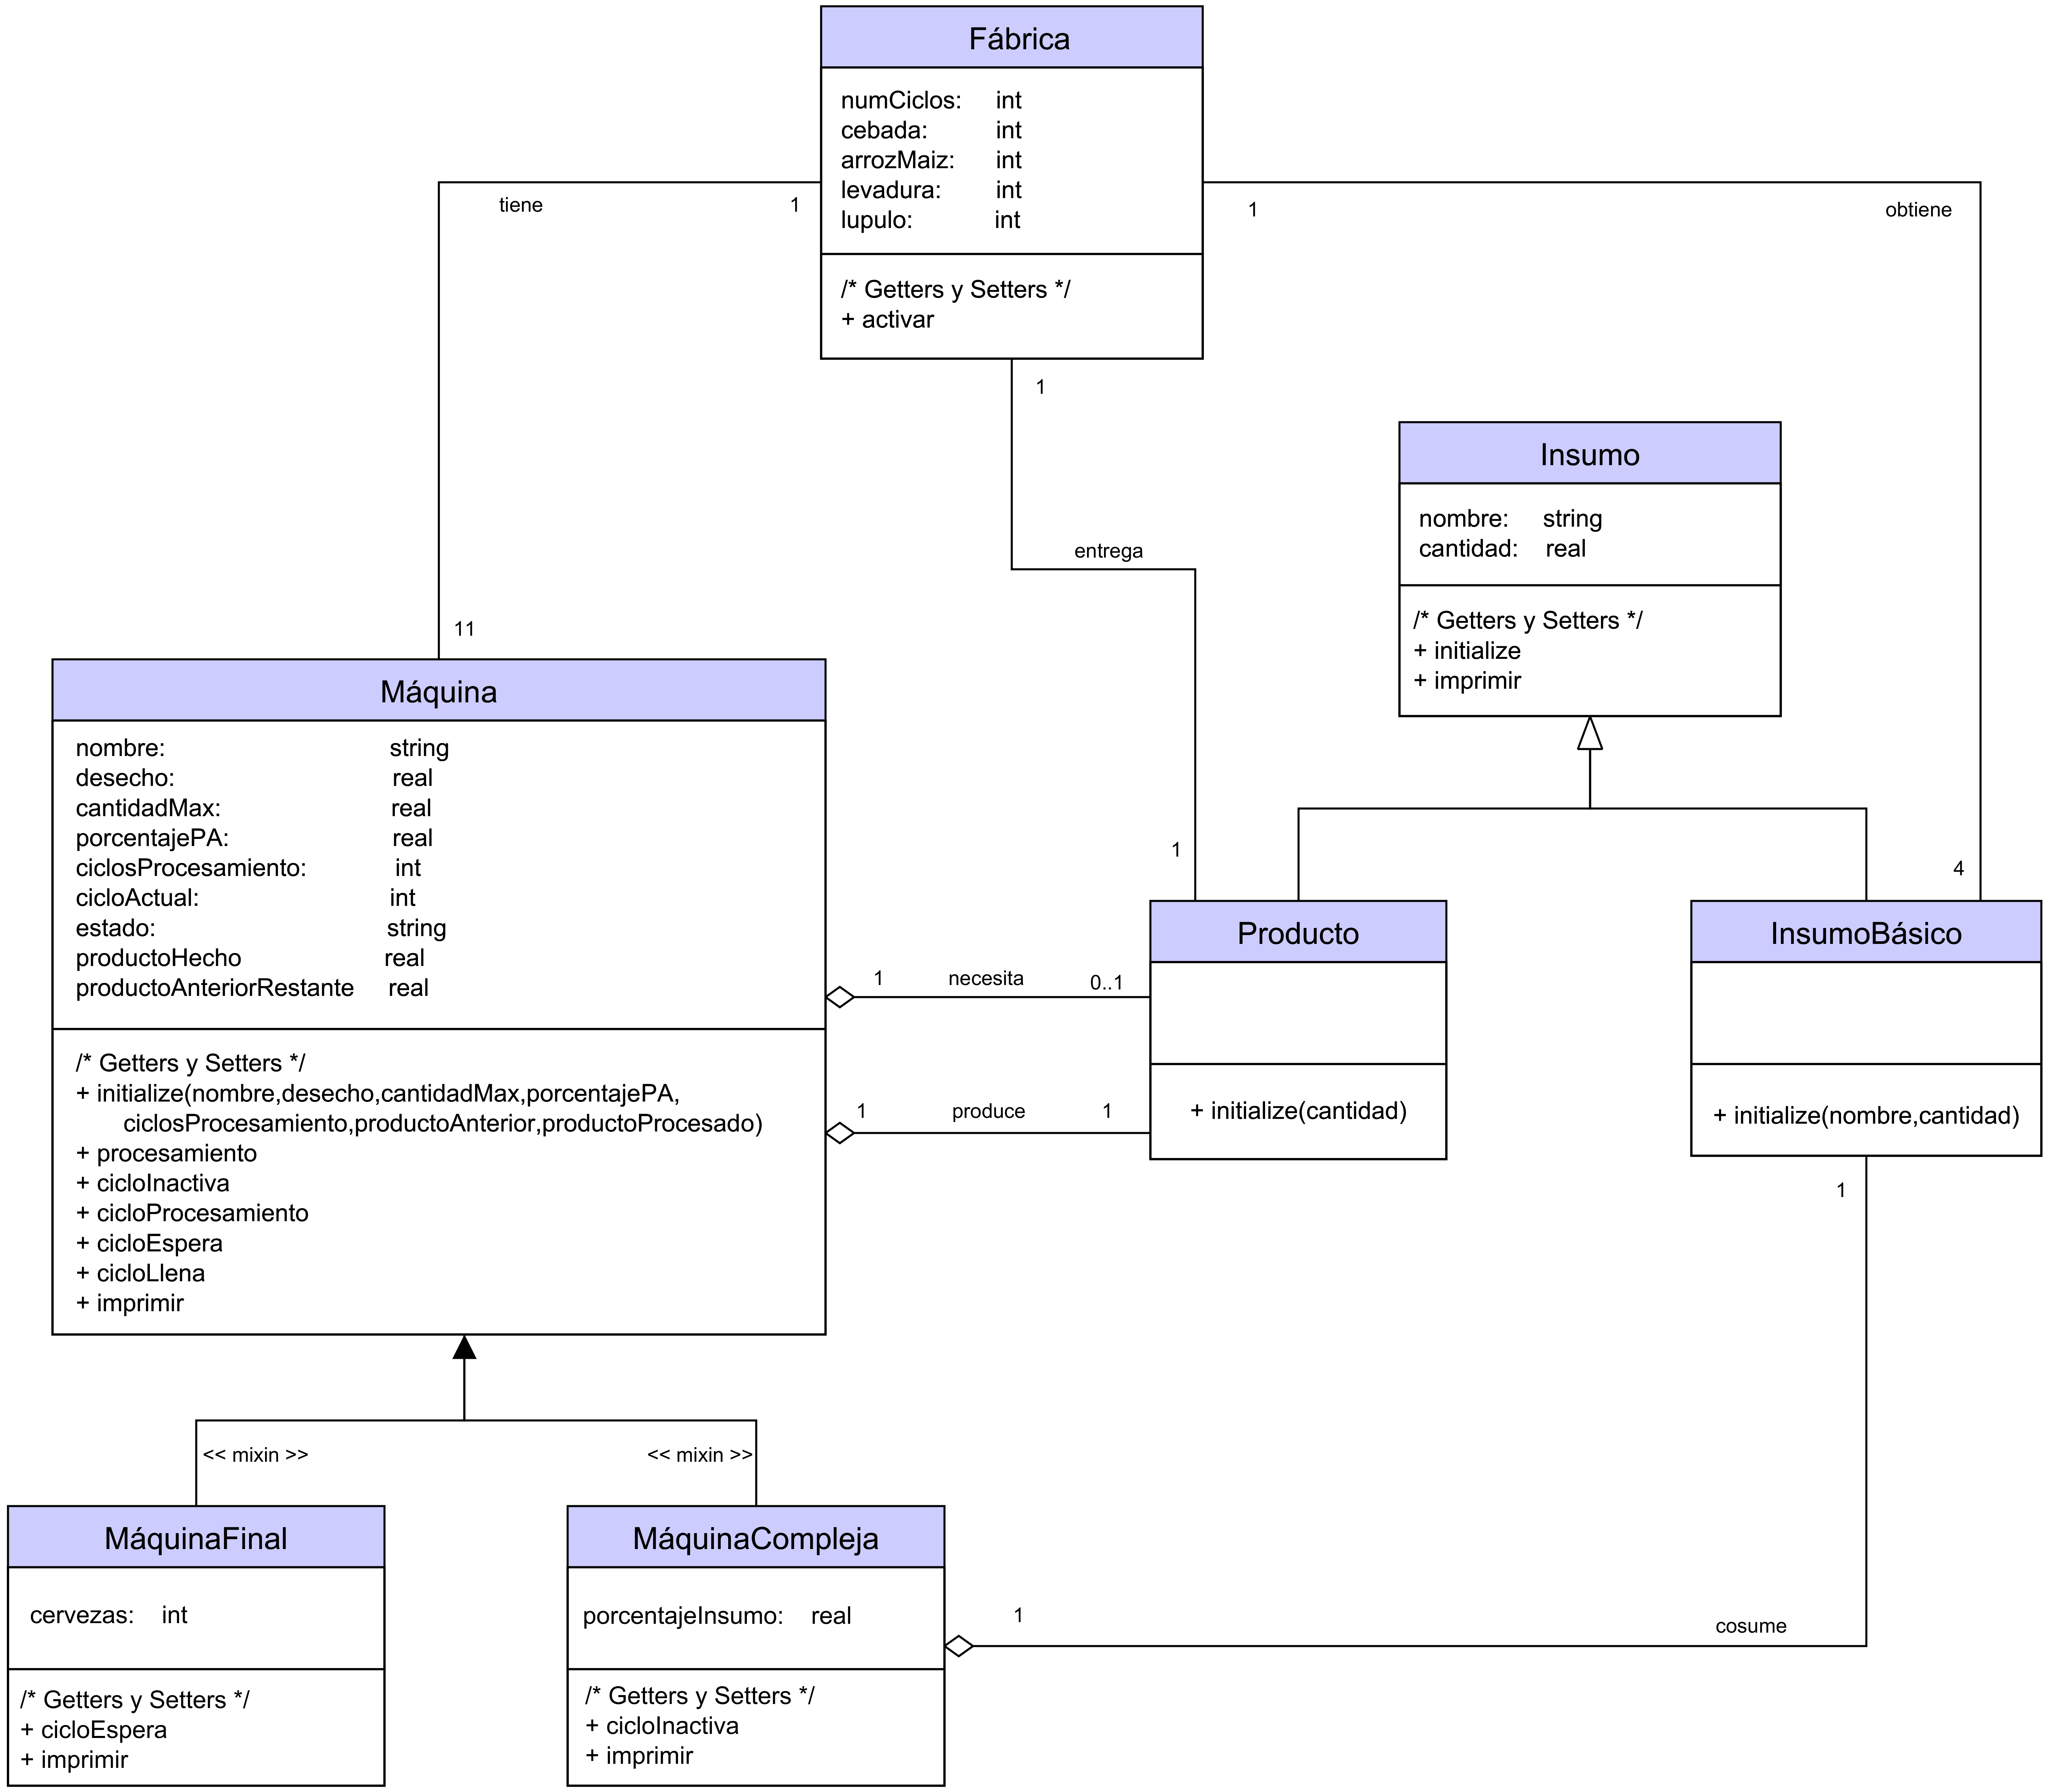 Fábrica
numCiclos: int
cebada: int
arrozMaiz: int
levadura: int
lupulo: int
/* Getters y Setters */
+ activar
tiene
1
1
obtiene
1
entrega
11
1
4
Insumo
nombre: string
cantidad: real
/* Getters y Setters */
+ initialize
+ imprimir
Máquina
nombre: string
desecho: real
cantidadMax: real
porcentajePA: real
ciclosProcesamiento: int
cicloActual: int
estado: string
productoHecho real
productoAnteriorRestante real
/* Getters y Setters */
+ initialize(nombre,desecho,cantidadMax,porcentajePA,
ciclosProcesamiento,productoAnterior,productoProcesado)
+ procesamiento
+ cicloInactiva
+ cicloProcesamiento
+ cicloEspera
+ cicloLlena
+ imprimir
1
necesita
0..1
1
produce
1
Producto
+ initialize(cantidad)
InsumoBásico
+ initialize(nombre,cantidad)
1
<< mixin >>
<< mixin >>
MáquinaFinal
cervezas: int
/* Getters y Setters */
+ cicloEspera
+ imprimir
MáquinaCompleja
porcentajeInsumo: real
/* Getters y Setters */
+ cicloInactiva
+ imprimir
1
cosume